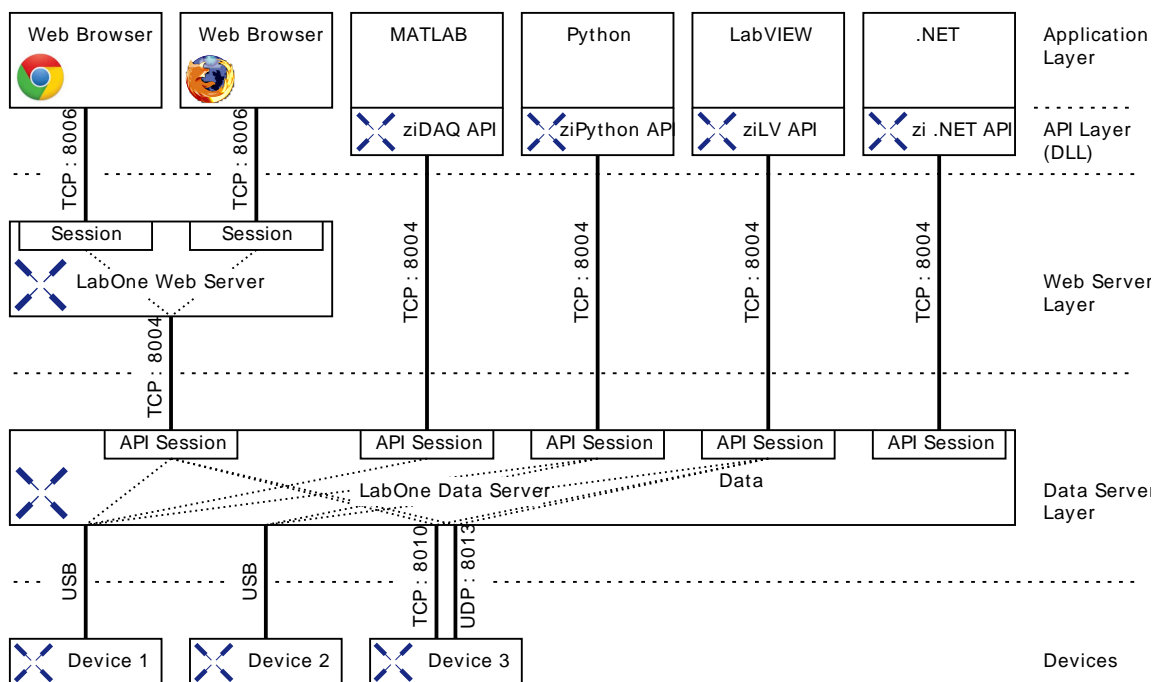 Web Browser
Web Browser
MATLAB
Python
LabVIEW
.NET
Application
Layer
ziDAQ API
ziPython API
ziLV API
zi .NET API
API Layer
(DLL)
TCP : 8006
TCP : 8006
Session
Session
LabOne Web Server
TCP : 8004
TCP : 8004
TCP : 8004
TCP : 8004
Web Server
Layer
TCP : 8004
API Session
API Session
API Session
API Session
API Session
LabOne Data Server
Data
Data Server
Layer
USB
USB
TCP : 8010
UDP : 8013
Device 1
Device 2
Device 3
Devices